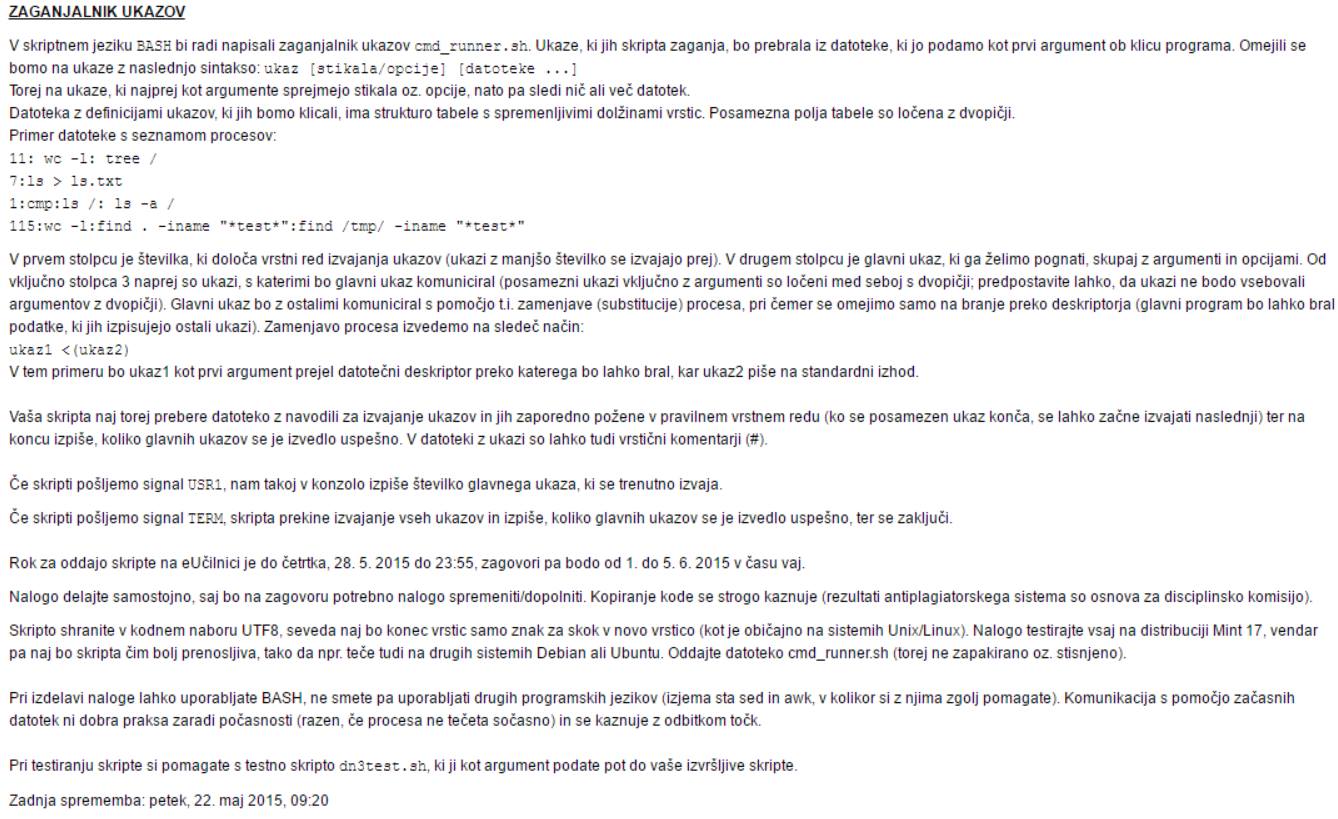 ZAGANJALNIK UKAZOV
V skriptnem jeziku BASH bi radi napisali zaganjalnik ukazov cmd_runner.sh. Ukaze, ki jih skripta zaganja, bo prebrala iz datoteke, ki jo podamo kot prvi argument ob klicu programa. Omejili se
bomo na ukaze z naslednjo sintakso: ukaz [stikala/opcije] [datoteke ...]
Torej na ukaze, ki najprej kot argumente sprejmejo stikala oz. opcije, nato pa sledi nič ali več datotek.
Datoteka z definicijami ukazov, ki jih bomo klicali, ima strukturo tabele s spremenljivimi dolžinami vrstic. Posamezna polja tabele so ločena z dvopičji.
Primer datoteke s seznamom procesov:
11: wc -l: tree /
7:ls > ls.txt
1:cmp:ls /: ls -a /
115:wc -l:find . -iname "*test*":find /tmp/ -iname "*test*"
V prvem stolpcu je številka, ki določa vrstni red izvajanja ukazov (ukazi z manjšo številko se izvajajo prej). V drugem stolpcu je glavni ukaz, ki ga želimo pognati, skupaj z argumenti in opcijami. Od
vključno stolpca 3 naprej so ukazi, s katerimi bo glavni ukaz komuniciral (posamezni ukazi vključno z argumenti so ločeni med seboj s dvopičji; predpostavite lahko, da ukazi ne bodo vsebovali
argumentov z dvopičji). Glavni ukaz bo z ostalimi komuniciral s pomočjo t.i. zamenjave (substitucije) procesa, pri čemer se omejimo samo na branje preko deskriptorja (glavni program bo lahko bral
podatke, ki jih izpisujejo ostali ukazi). Zamenjavo procesa izvedemo na sledeč način:
ukaz1 <(ukaz2)
V tem primeru bo ukaz1 kot prvi argument prejel datotečni deskriptor preko katerega bo lahko bral, kar ukaz2 piše na standardni izhod.
Vaša skripta naj torej prebere datoteko z navodili za izvajanje ukazov in jih zaporedno požene v pravilnem vrstnem redu (ko se posamezen ukaz konča, se lahko začne izvajati naslednji) ter na
koncu izpiše, koliko glavnih ukazov se je izvedlo uspešno. V datoteki z ukazi so lahko tudi vrstični komentarji (#).
Če skripti pošljemo signal USR1, nam takoj v konzolo izpiše številko glavnega ukaza, ki se trenutno izvaja.
Če skripti pošljemo signal TERM, skripta prekine izvajanje vseh ukazov in izpiše, koliko glavnih ukazov se je izvedlo uspešno, ter se zaključi.
Rok za oddajo skripte na eUčilnici je do četrtka, 28. 5. 2015 do 23:55, zagovori pa bodo od 1. do 5. 6. 2015 v času vaj.
Nalogo delajte samostojno, saj bo na zagovoru potrebno nalogo spremeniti/dopolniti. Kopiranje kode se strogo kaznuje (rezultati antiplagiatorskega sistema so osnova za disciplinsko komisijo).
Skripto shranite v kodnem naboru UTF8, seveda naj bo konec vrstic samo znak za skok v novo vrstico (kot je običajno na sistemih Unix/Linux). Nalogo testirajte vsaj na distribuciji Mint 17, vendar
pa naj bo skripta čim bolj prenosljiva, tako da npr. teče tudi na drugih sistemih Debian ali Ubuntu. Oddajte datoteko cmd_runner.sh (torej ne zapakirano oz. stisnjeno).
Pri izdelavi naloge lahko uporabljate BASH, ne smete pa uporabljati drugih programskih jezikov (izjema sta sed in awk, v kolikor si z njima zgolj pomagate). Komunikacija s pomočjo začasnih
datotek ni dobra praksa zaradi počasnosti (razen, če procesa ne tečeta sočasno) in se kaznuje z odbitkom točk.
Pri testiranju skripte si pomagate s testno skripto dn3test.sh, ki ji kot argument podate pot do vaše izvršljive skripte.
Zadnja sprememba: petek, 22. maj 2015, 09:20